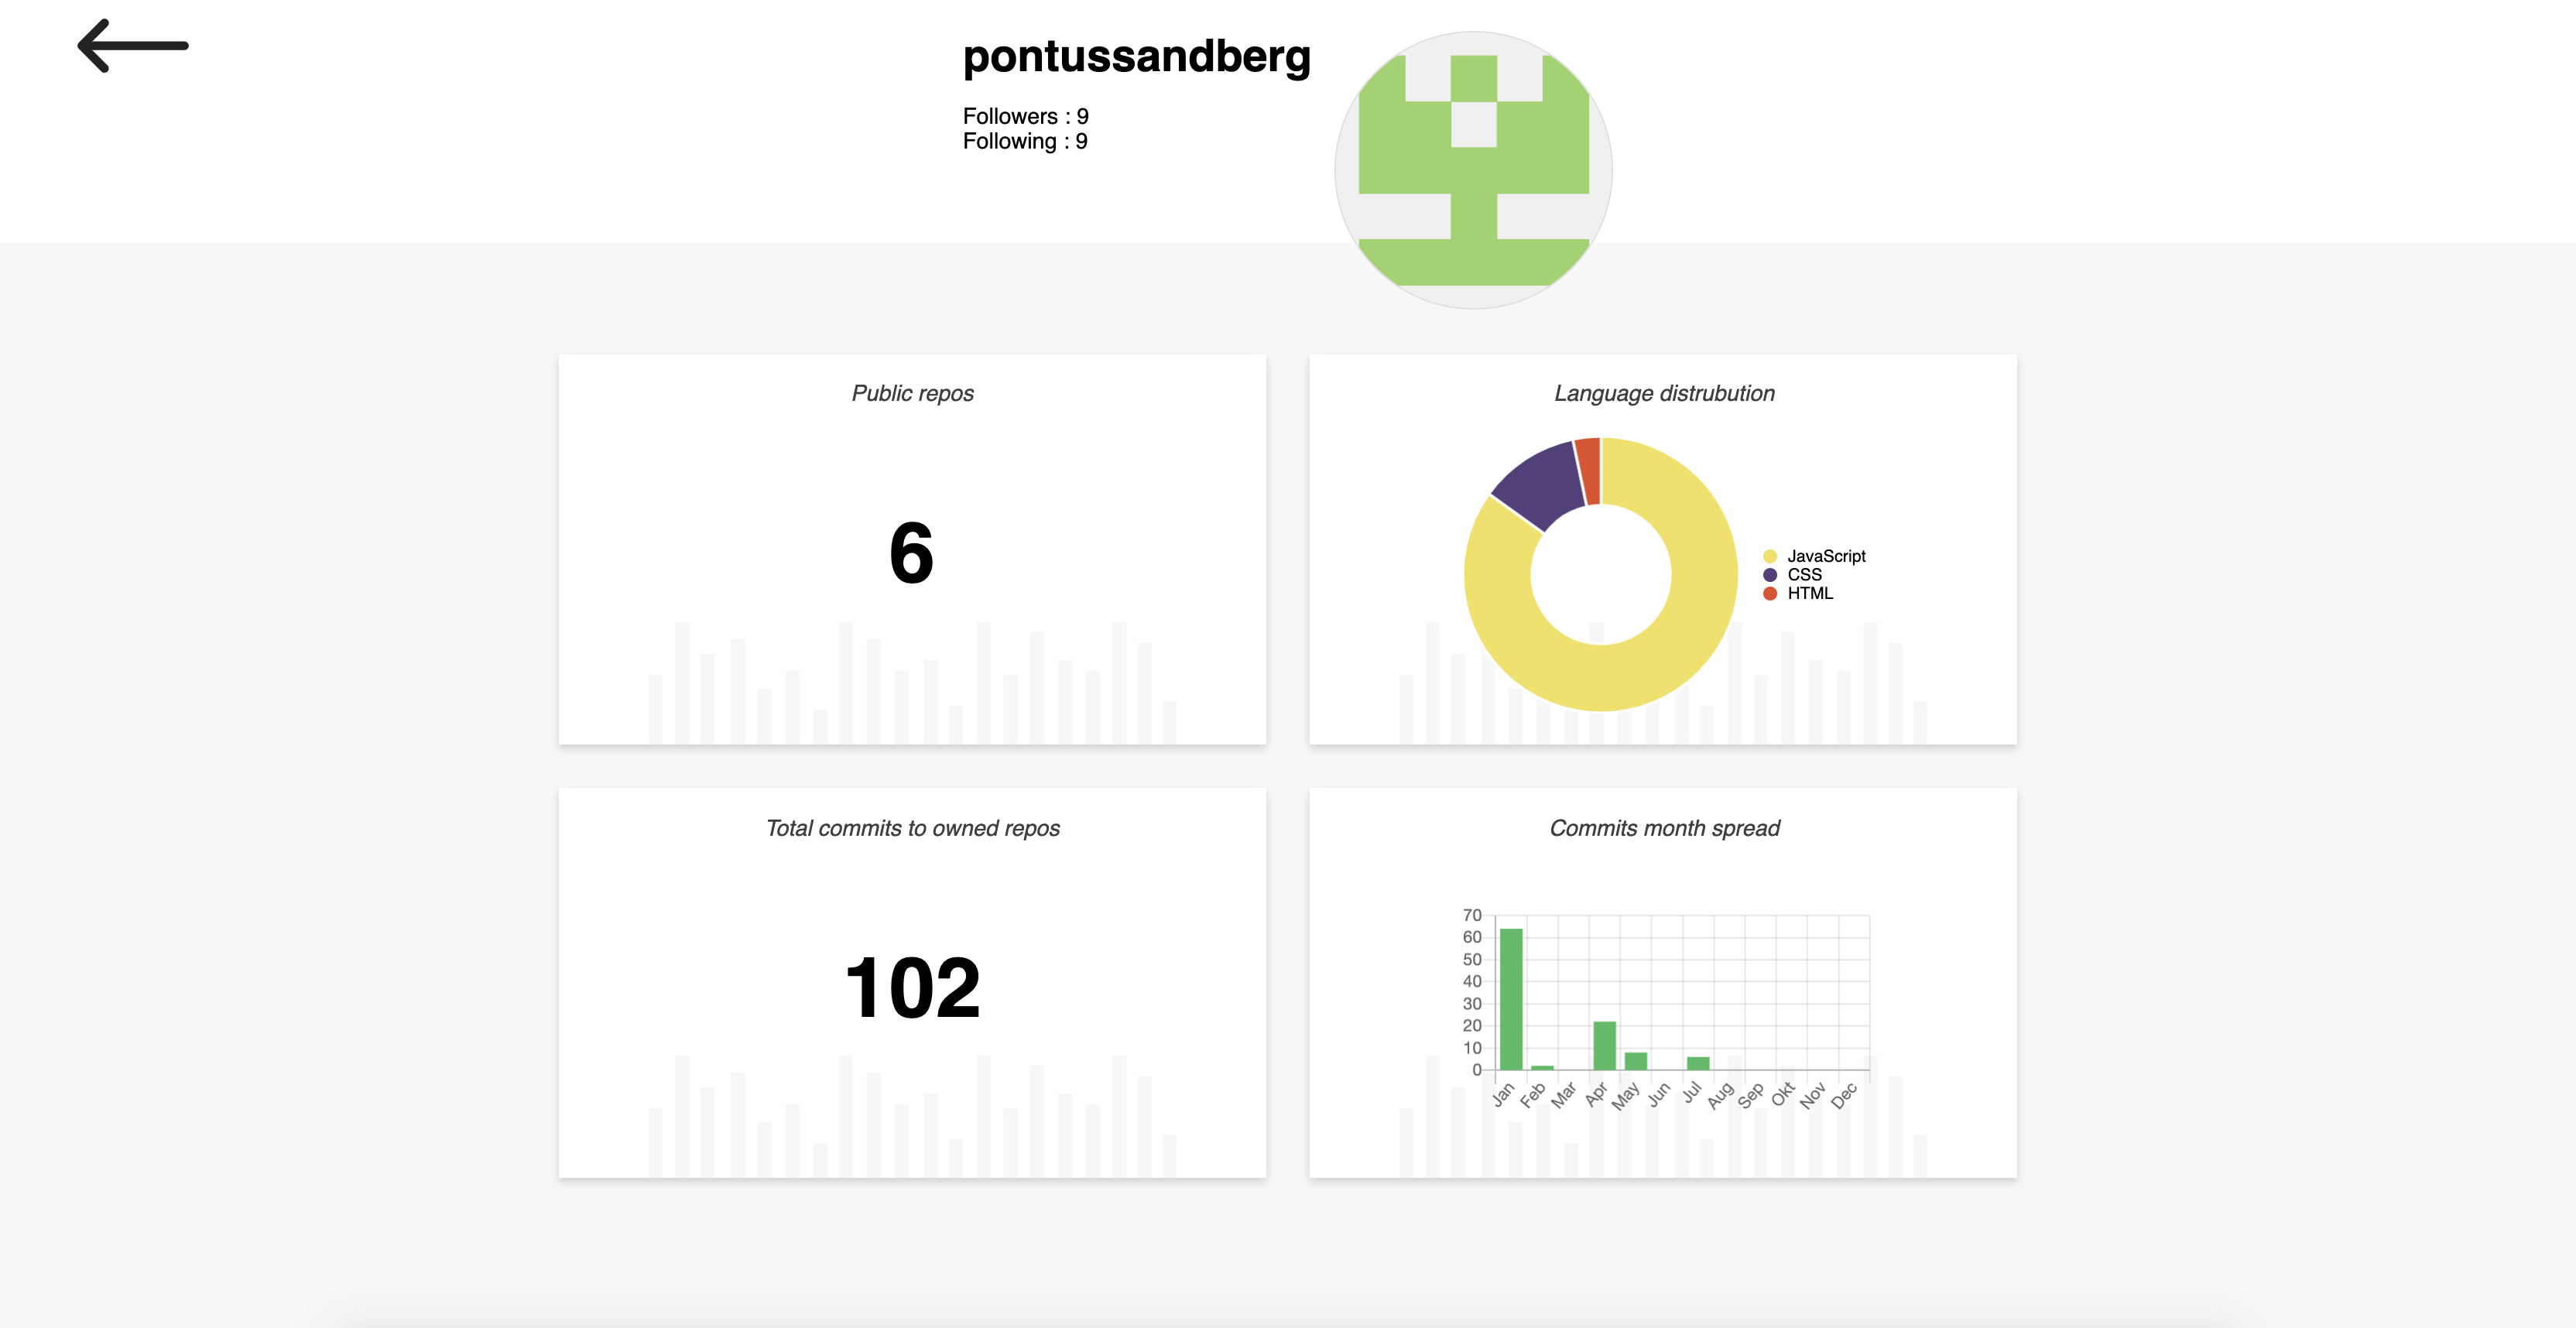 pontussandberg
Followers : 9
Following : 9
Public repos
6
Language distrubution
JavaScript
CSS
HTML
Total commits to owned repos
102
Commits month spread
70
60
50
40
30
20
10
0
Jan Feb Mar Apr May Jun Jul Aug Sep Okt Nov Dec